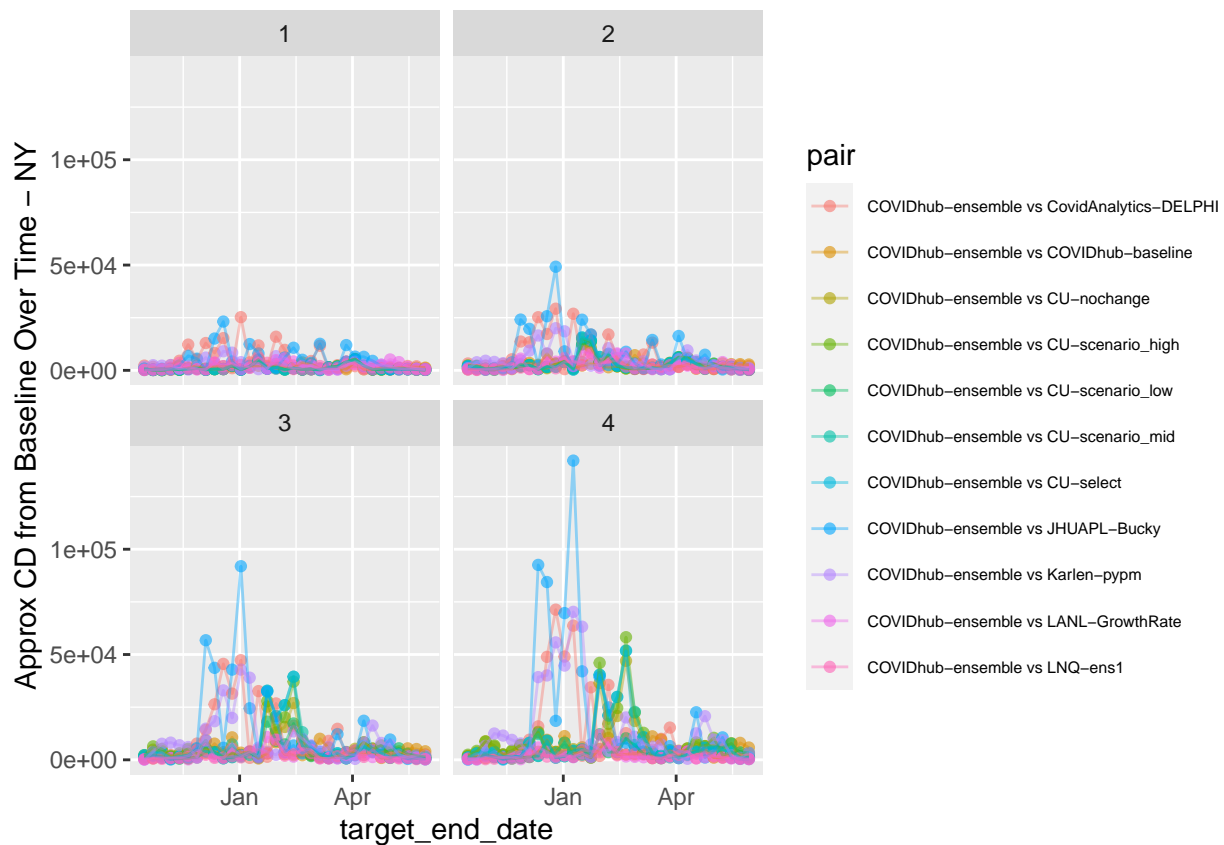 1
2
1e+05
5e+04
0e+00
3
4
1e+05
5e+04
0e+00
Jan
Apr
Jan
Apr
target_end_date
Approx CD from Baseline Over Time − NY
pair
COVIDhub−ensemble vs CovidAnalytics−DELPHI
COVIDhub−ensemble vs COVIDhub−baseline
COVIDhub−ensemble vs CU−nochange
COVIDhub−ensemble vs CU−scenario_high
COVIDhub−ensemble vs CU−scenario_low
COVIDhub−ensemble vs CU−scenario_mid
COVIDhub−ensemble vs CU−select
COVIDhub−ensemble vs JHUAPL−Bucky
COVIDhub−ensemble vs Karlen−pypm
COVIDhub−ensemble vs LANL−GrowthRate
COVIDhub−ensemble vs LNQ−ens1